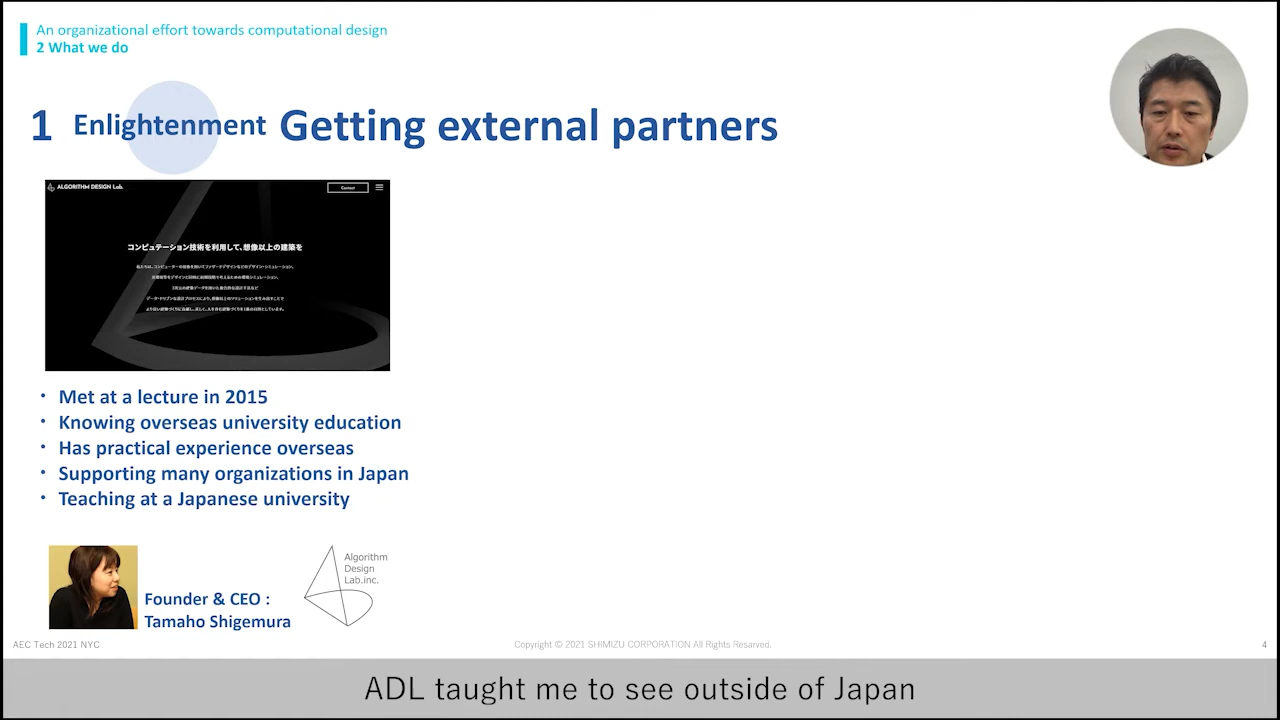 An organizational effort towards computational design
2 What we do
1 Enlightenment Getting external partners
ALGORITHM DESIGN Lab.
Contact
コンピュテーション技術を利用して、想像以上の建築を
・ Met at a lecture in 2015
・ Knowing overseas university education
・ Has practical experience overseas
・ Supporting many organizations in Japan
・ Teaching at a Japanese university
Algorithm
Design
Lab.inc.
Founder & CEO :
Tamaho Shigemura
AEC Tech 2021 NYC
Copyright © 2021 SHIMIZU CORPORATION All Rights Reserved.
4
ADL taught me to see outside of Japan